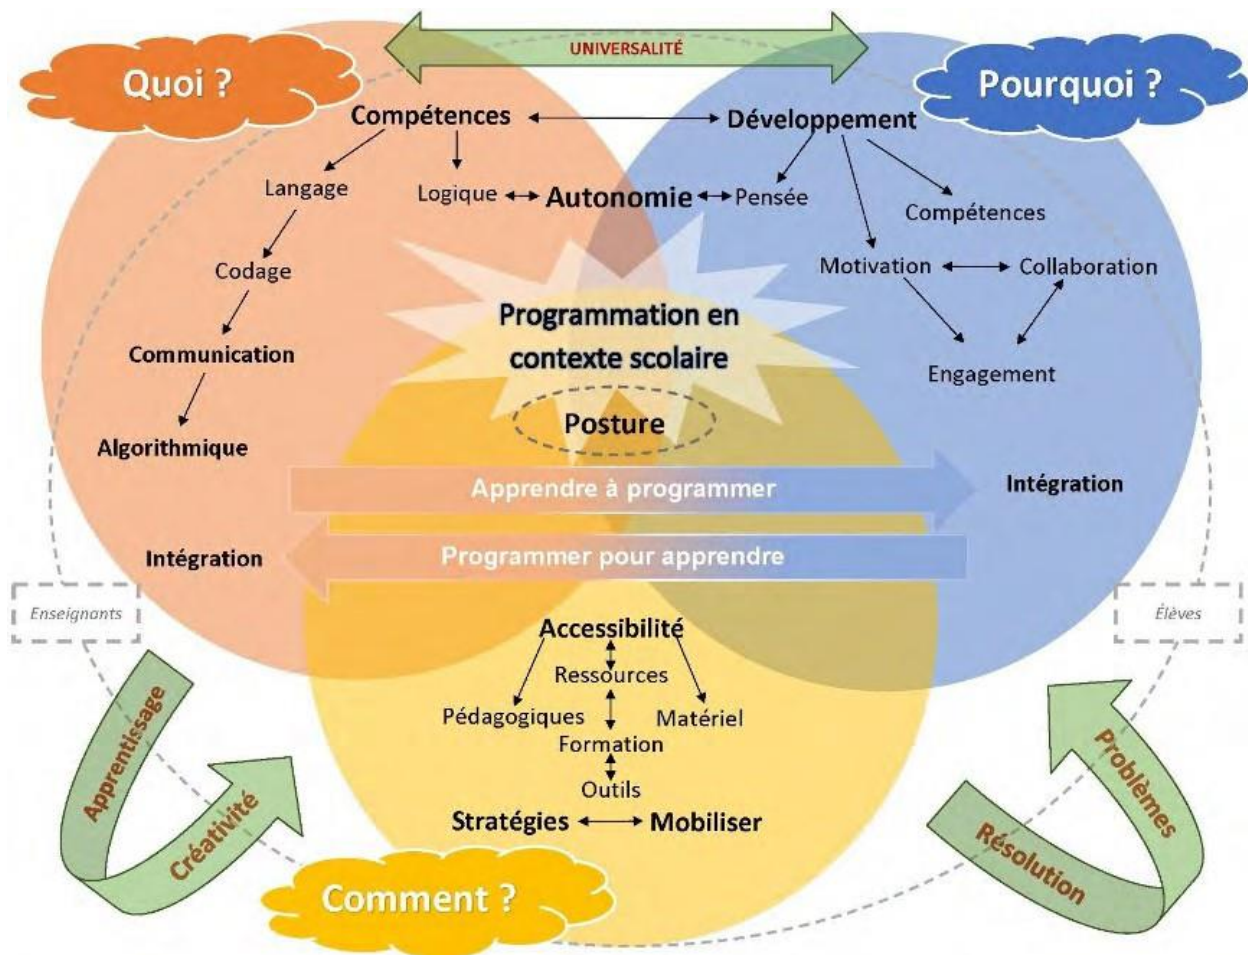 UNIVERSALITÉ
Quoi ?
Pourquoi ?
Compétences
Développement
Langage
Logique
Autonomie
Pensée
Compétences
Codage
Motivation
Collaboration
Programmation en
contexte scolaire
Communication
Engagement
Posture
Algorithmique
Apprendre à programmer
Intégration
Intégration
Programmer pour apprendre
Enseignants
Élèves
Accessibilité
Ressources
Pédagogiques
Matériel
Formation
Outils
Stratégies
Mobiliser
Apprentissage
Créativité
Comment ?
Résolution
Problèmes